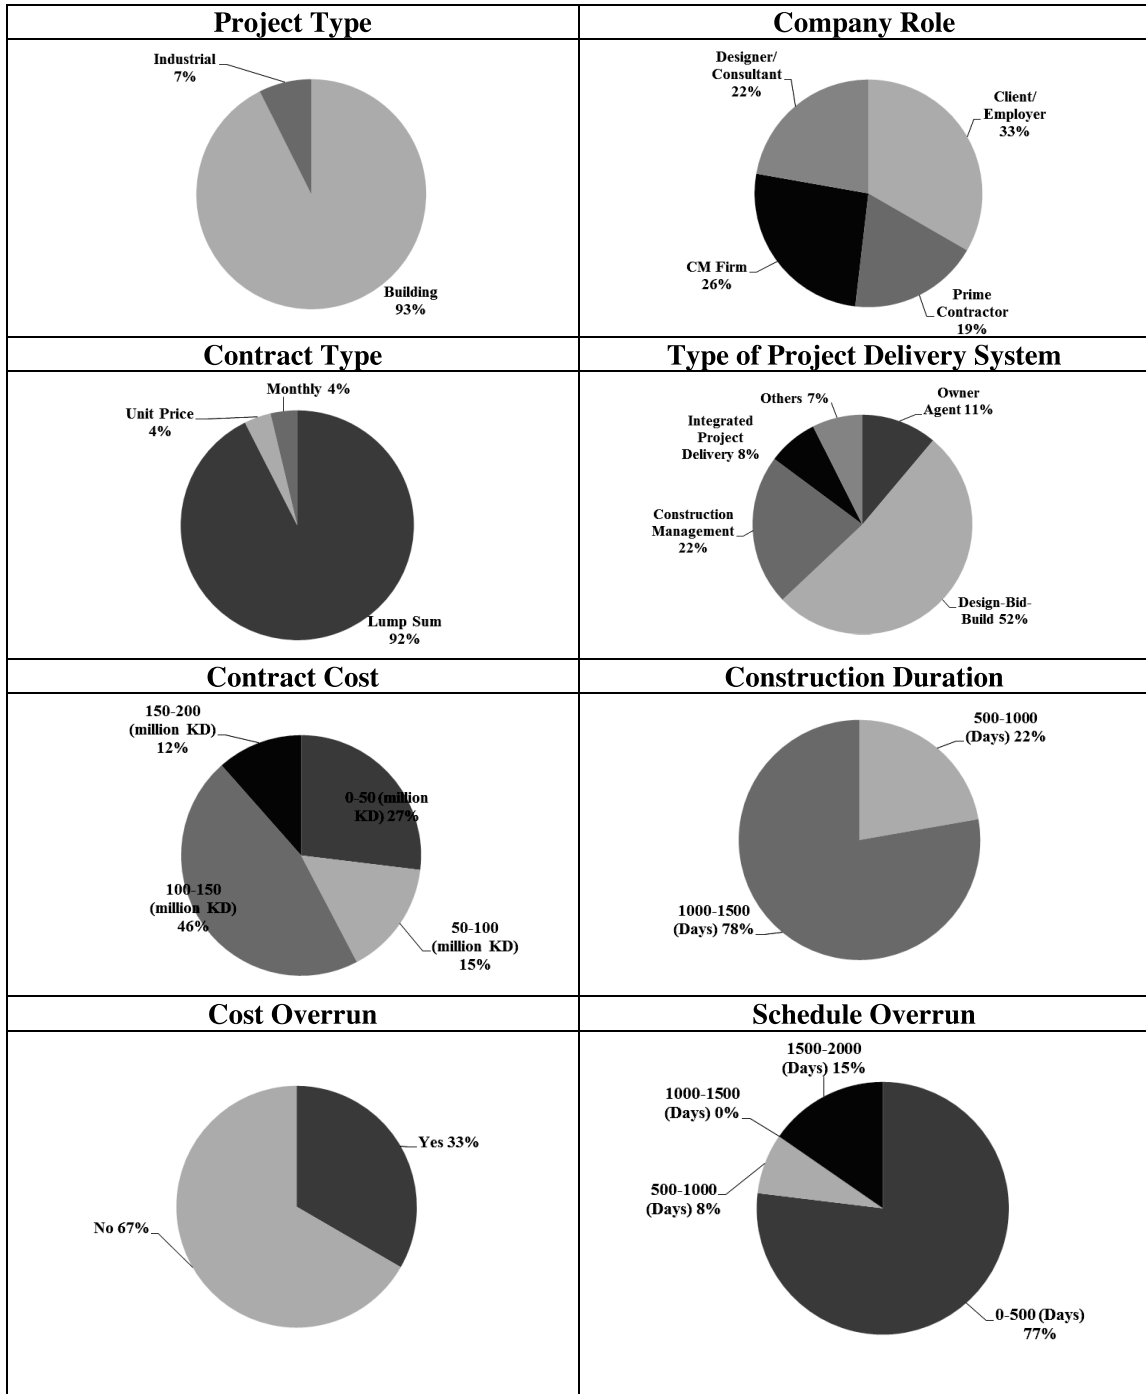 Project Type
Company Role
Industrial
7%
Building
93%
Designer/
Consultant
22%
Client/
Employer
33%
CM Firm
26%
Prime
Contractor
19%
Contract Type
Type of Project Delivery System
Monthly 4%
Unit Price
4%
Lump Sum
92%
Others 7%
Owner
Agent 11%
Integrated
Project
Delivery 8%
Construction
Management
22%
Design-Bid-
Build 52%
Contract Cost
Construction Duration
150-200
(million KD)
12%
0-50 (million
KD) 27%
100-150
(million KD)
46%
50-100
(million KD)
15%
500-1000
(Days) 22%
1000-1500
(Days) 78%
Cost Overrun
Schedule Overrun
Yes 33%
No 67%
1500-2000
(Days) 15%
1000-1500
(Days) 0%
500-1000
(Days) 8%
0-500 (Days)
77%